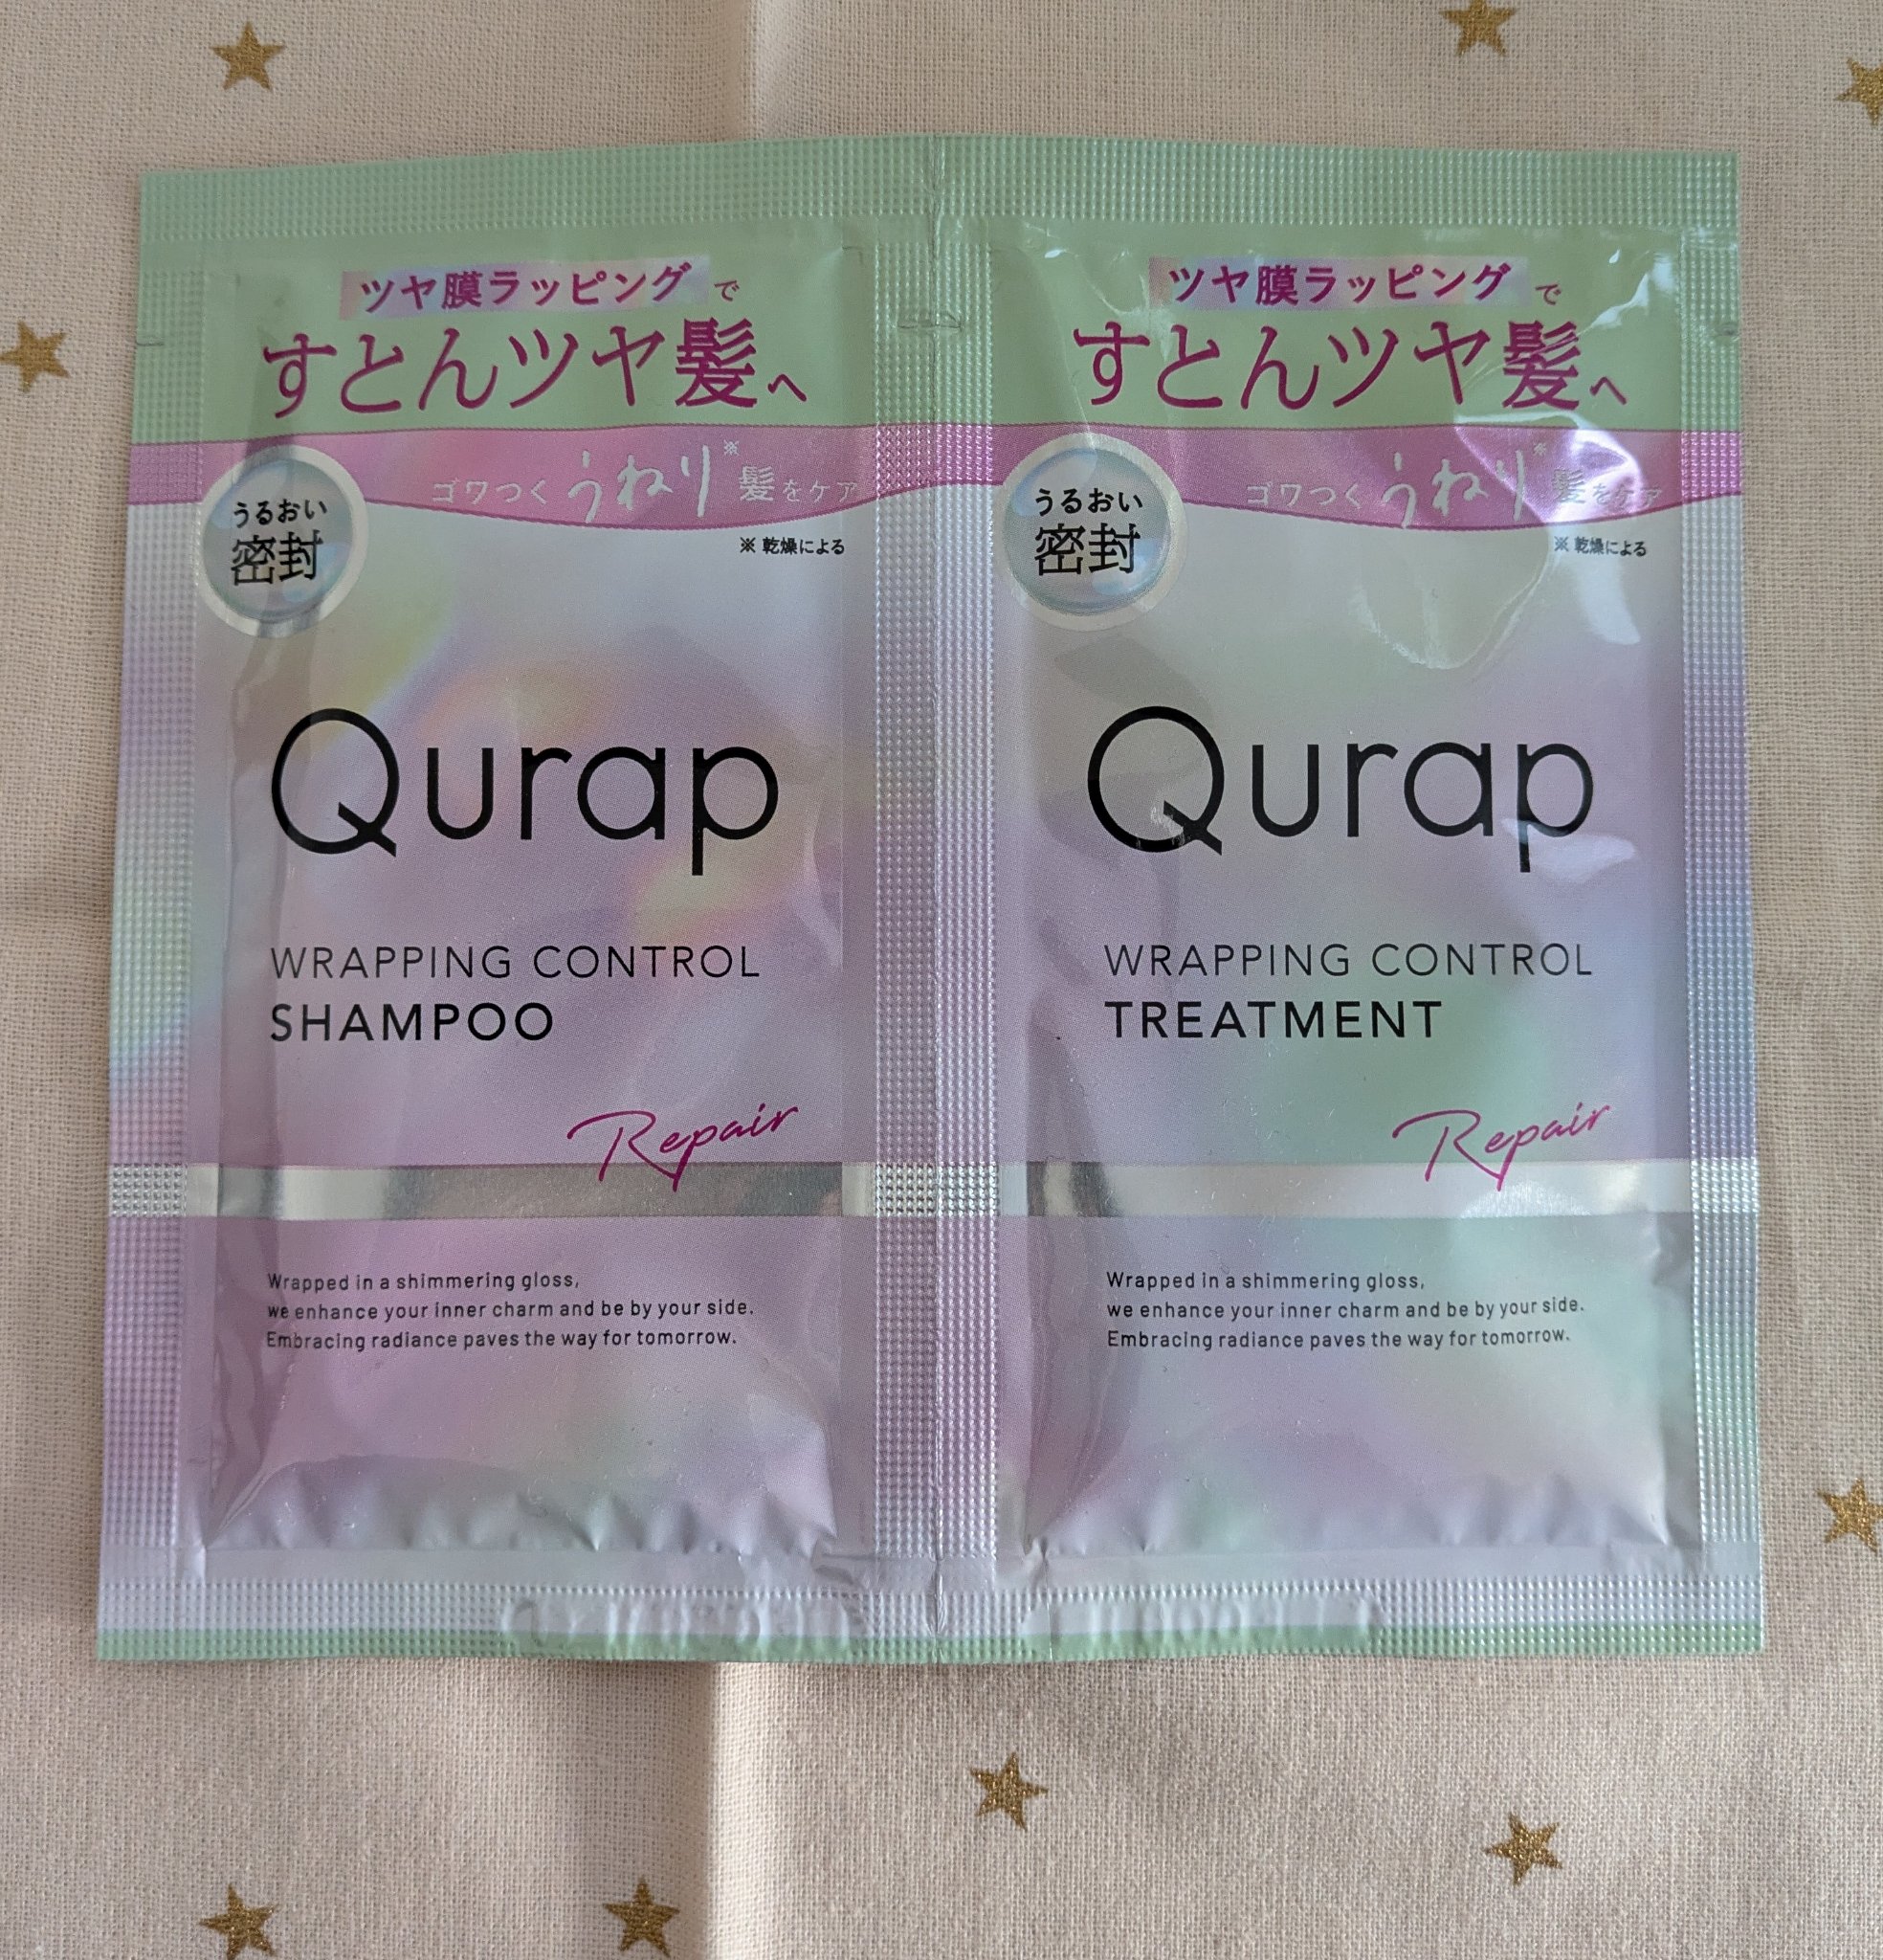 ツヤ膜ラッピングで
すとんツヤ髪へ
ゴワつくうねり※髪をケア
※乾燥による
うるおい
密封
Qurap
WRAPPING CONTROL
SHAMPOO
Repair
Wrapped in a shimmering gloss,
we enhance your inner charm and be by your side.
Embracing radiance paves the way for tomorrow.
ツヤ膜ラッピングで
すとんツヤ髪へ
ゴワつくうねり※髪をケア
※乾燥による
うるおい
密封
Qurap
WRAPPING CONTROL
TREATMENT
Repair
Wrapped in a shimmering gloss,
we enhance your inner charm and be by your side.
Embracing radiance paves the way for tomorrow.